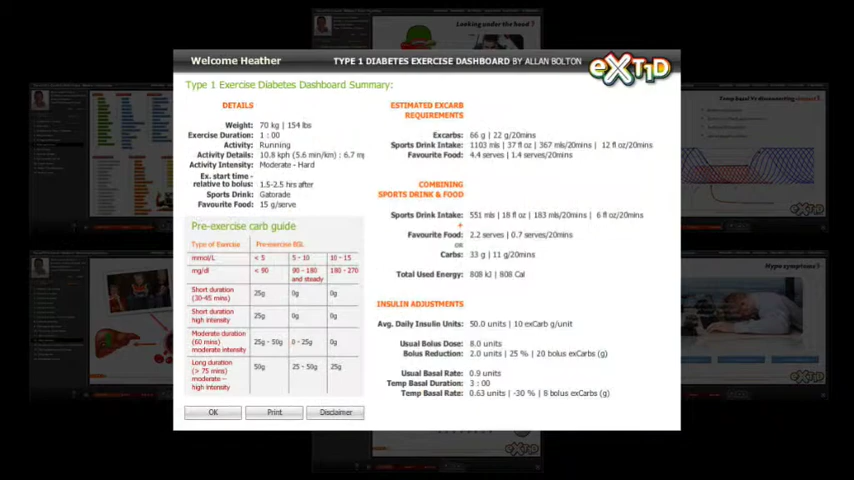 Looking under the hood ?
Welcome Heather
TYPE 1 DIABETES EXERCISE DASHBOARD BY ALLAN BOLTON
eXT1D
Type 1 Exercise Diabetes Dashboard Summary:
DETAILS
Weight: 70 kg | 154 lbs
Exercise Duration: 1 : 00
Activity: Running
Activity Details: 10.8 kph (5.6 min/km) : 6.7 mp
Activity Intensity: Moderate - Hard
Ex. start time -
relative to bolus: 1.5-2.5 hrs after
Sports Drink: Gatorade
Favourite Food: 15 g/serve
Pre-exercise carb guide
Type of Exercise Pre-exercise BSL
mmol/L < 5 5 - 10 10 - 15
mg/dl < 90 90 - 180 and steady 180 - 270
Short duration (30-45 mins) 25g 0g 0g
Short duration high intensity 25g 0g 0g
Moderate duration (60 mins) moderate intensity 25g - 50g 0 -25g 0g
Long duration (> 75 mins) moderate – high intensity 50g 25 - 50g 25g
OK Print Disclaimer
ESTIMATED EXCARB
REQUIREMENTS
Excarbs: 66 g | 22 g/20mins
Sports Drink Intake: 1103 mls | 37 fl oz | 367 mls/20mins | 12 fl oz/20mins
Favourite Food: 4.4 serves | 1.4 serves/20mins
COMBINING
SPORTS DRINK & FOOD
Sports Drink Intake: 551 mls | 18 fl oz | 183 mls/20mins | 6 fl oz/20mins
+
Favourite Food: 2.2 serves | 0.7 serves/20mins
OR
Carbs: 33 g | 11 g/20mins
Total Used Energy: 808 kJ | 808 Cal
INSULIN ADJUSTMENTS
Avg. Daily Insulin Units: 50.0 units | 10 exCarb g/unit
Usual Bolus Dose: 8.0 units
Bolus Reduction: 2.0 units | 25 % | 20 bolus exCarbs (g)
Usual Basal Rate: 0.9 units
Temp Basal Duration: 3 : 00
Temp Basal Rate: 0.63 units | -30 % | 8 bolus exCarbs (g)
Temp basal Vs disconnecting
Hypo symptoms ?
eXT1D
eXT1D